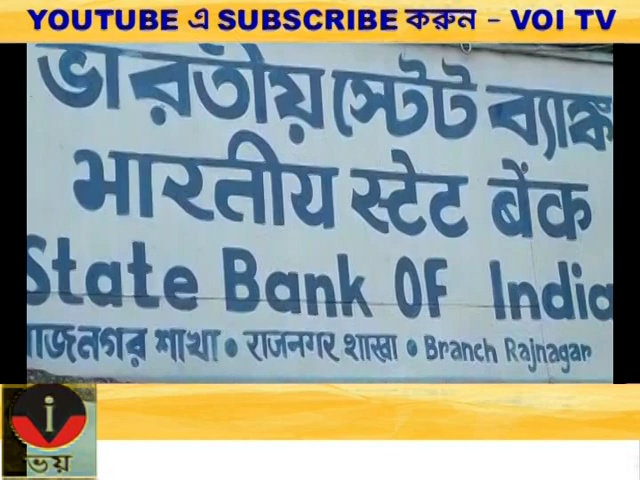 YOUTUBE এ SUBSCRIBE করুন - VOI TV
ভারতীয় স্টেট ব্যাঙ্ক
भारतीय स्टेट बेंक
State Bank OF India
রাজনগর শাখা • राजनगर शाखा • Branch Rajnagar
i
ভয়